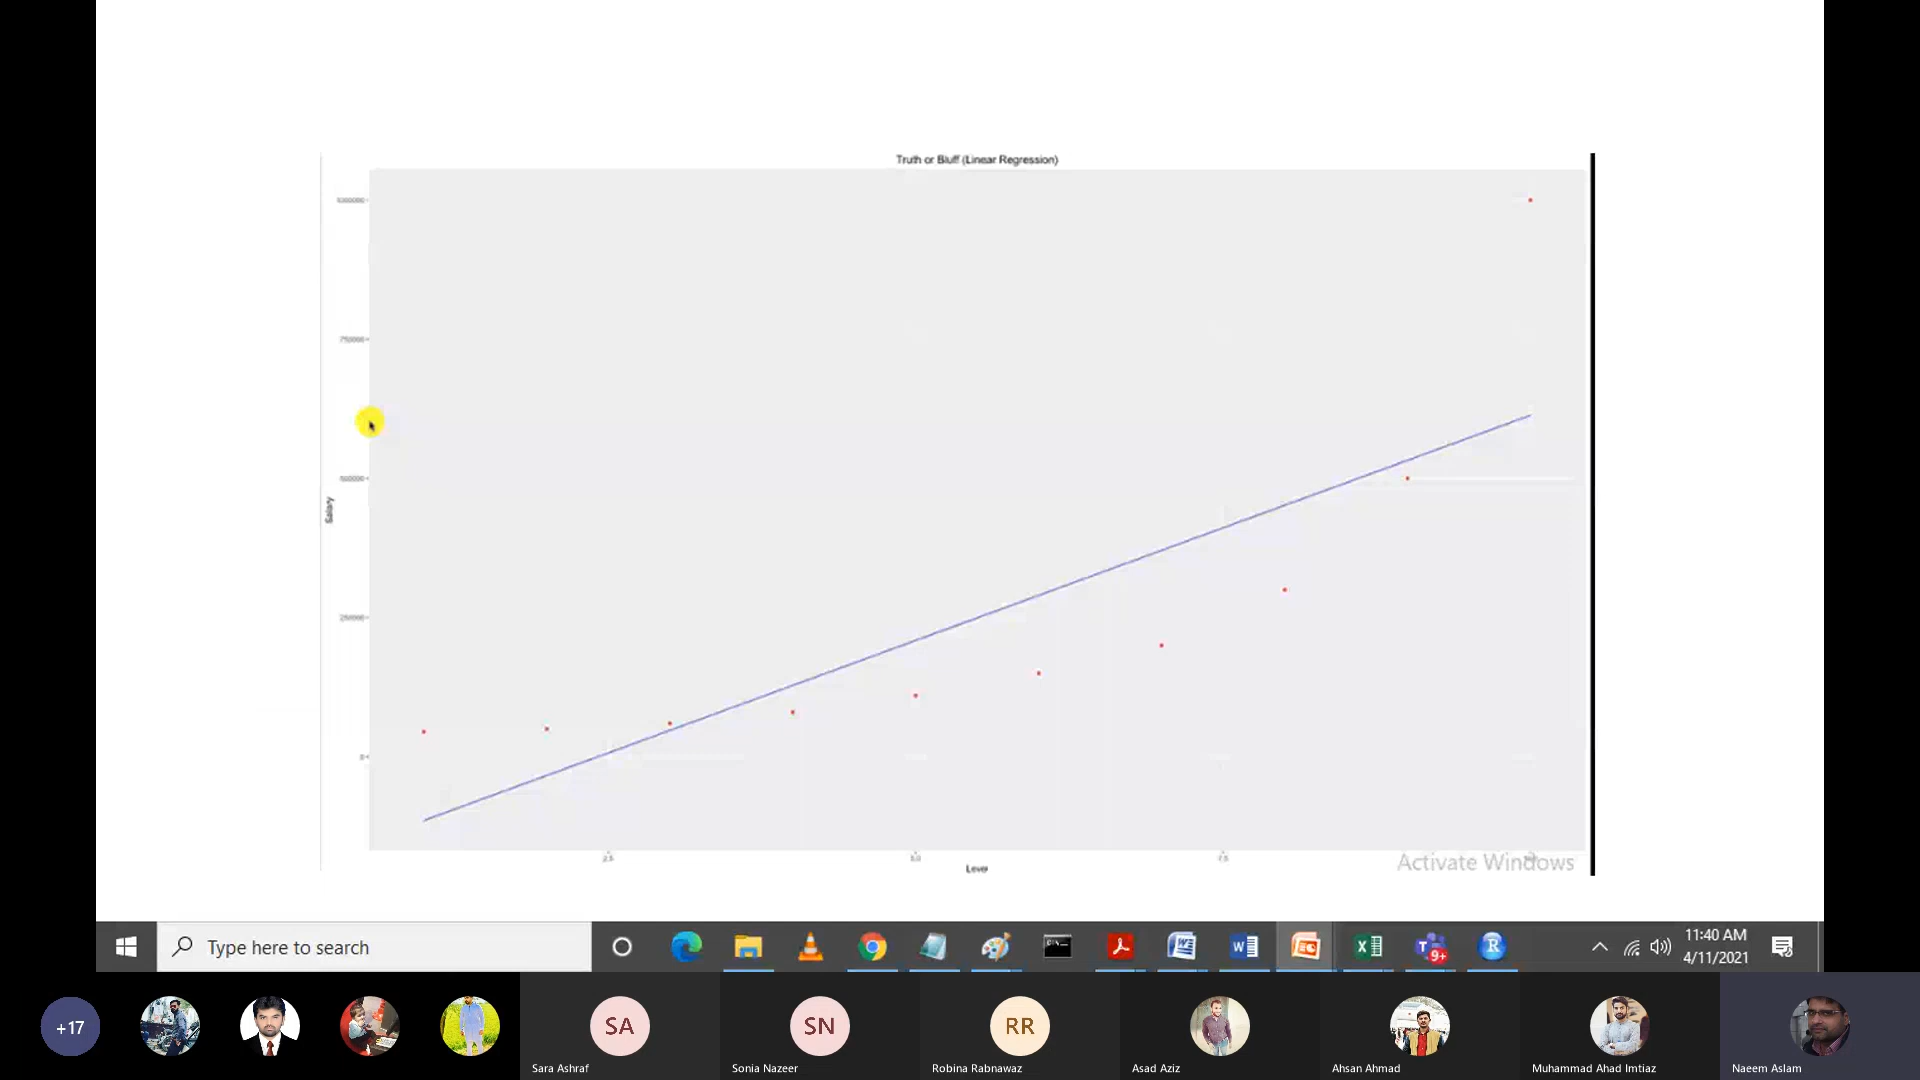 Truth or Bluff (Linear Regression)
1000000
750000
500000
Salary
250000
0
2.5
5.0
7.5
Level
Activate Windows
Type here to search
9+
11:40 AM
4/11/2021
+17
SA
SN
RR
Sara Ashraf
Sonia Nazeer
Robina Rabnawaz
Asad Aziz
Ahsan Ahmad
Muhammad Ahad Imtiaz
Naeem Aslam